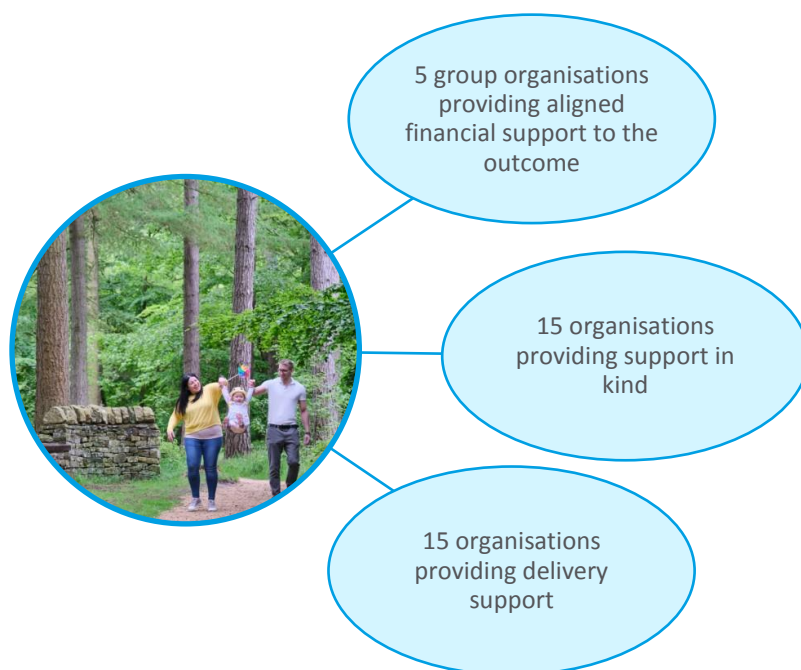 5 group organisations
providing aligned
financial support to the
outcome
15 organisations
providing support in
kind
15 organisations
providing delivery
support